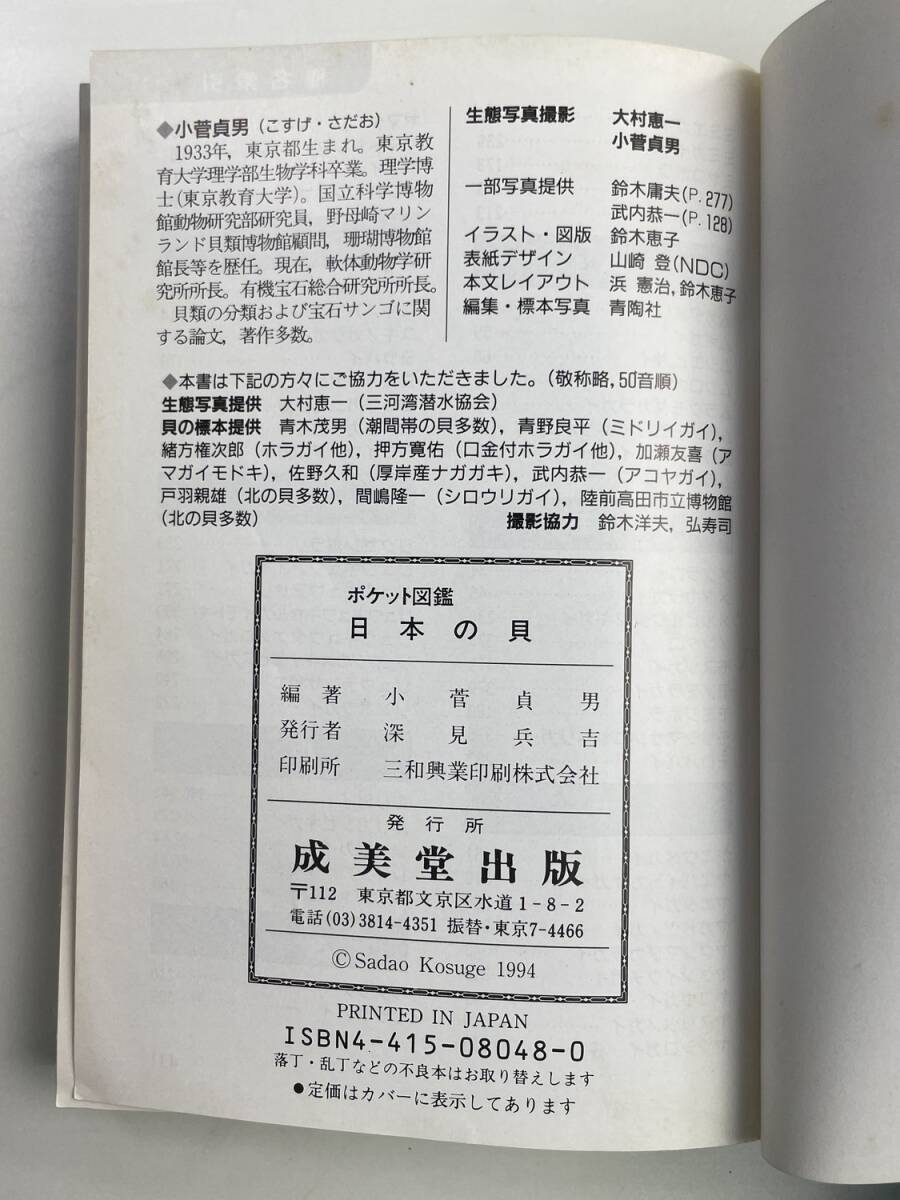 ◆小菅貞男（こすげ・さだお）
1933年，東京都生まれ。東京教
育大学理学部生物学科卒業。理学博
士(東京教育大学)。国立科学博物
館動物研究部研究員，野母崎マリン
ランド貝類博物館顧問，珊瑚博物館
館長等を歴任。現在，軟体動物学研
究所所長。有機宝石総合研究所所長。
貝類の分類および宝石サンゴに関
する論文，著作多数。
生態写真撮影 大村恵一
小菅貞男
一部写真提供 鈴木庸夫(P.277)
武内恭一(P.128)
イラスト・図版 鈴木恵子
表紙デザイン 山崎 登(NDC)
本文レイアウト 浜 憲治,鈴木恵子
編集・標本写真 青陶社
◆本書は下記の方々にご協力をいただきました。(敬称略,50音順)
生態写真提供 大村恵一（三河湾潜水協会）
貝の標本提供 青木茂男（潮間帯の貝多数），青野良平（ミドリイガイ），
緒方権次郎（ホラガイ他），押方寛佑（口金付ホラガイ他），加瀬友喜（ア
マガイモドキ），佐野久和（厚岸産ナガガキ），武内恭一（アコヤガイ），
戸羽親雄（北の貝多数），間嶋隆一（シロウリガイ），陸前高田市立博物館
（北の貝多数） 撮影協力 鈴木洋夫，弘寿司
ポケット図鑑
日本の貝
編著 小菅貞男
発行者 深見兵吉
印刷所 三和興業印刷株式会社
発行所
成美堂出版
〒112 東京都文京区水道1-8-2
電話(03)3814-4351 振替・東京7-4466
©Sadao Kosuge 1994
PRINTED IN JAPAN
ISBN4-415-08048-0
落丁・乱丁などの不良本はお取り替えします
●定価はカバーに表示してあります